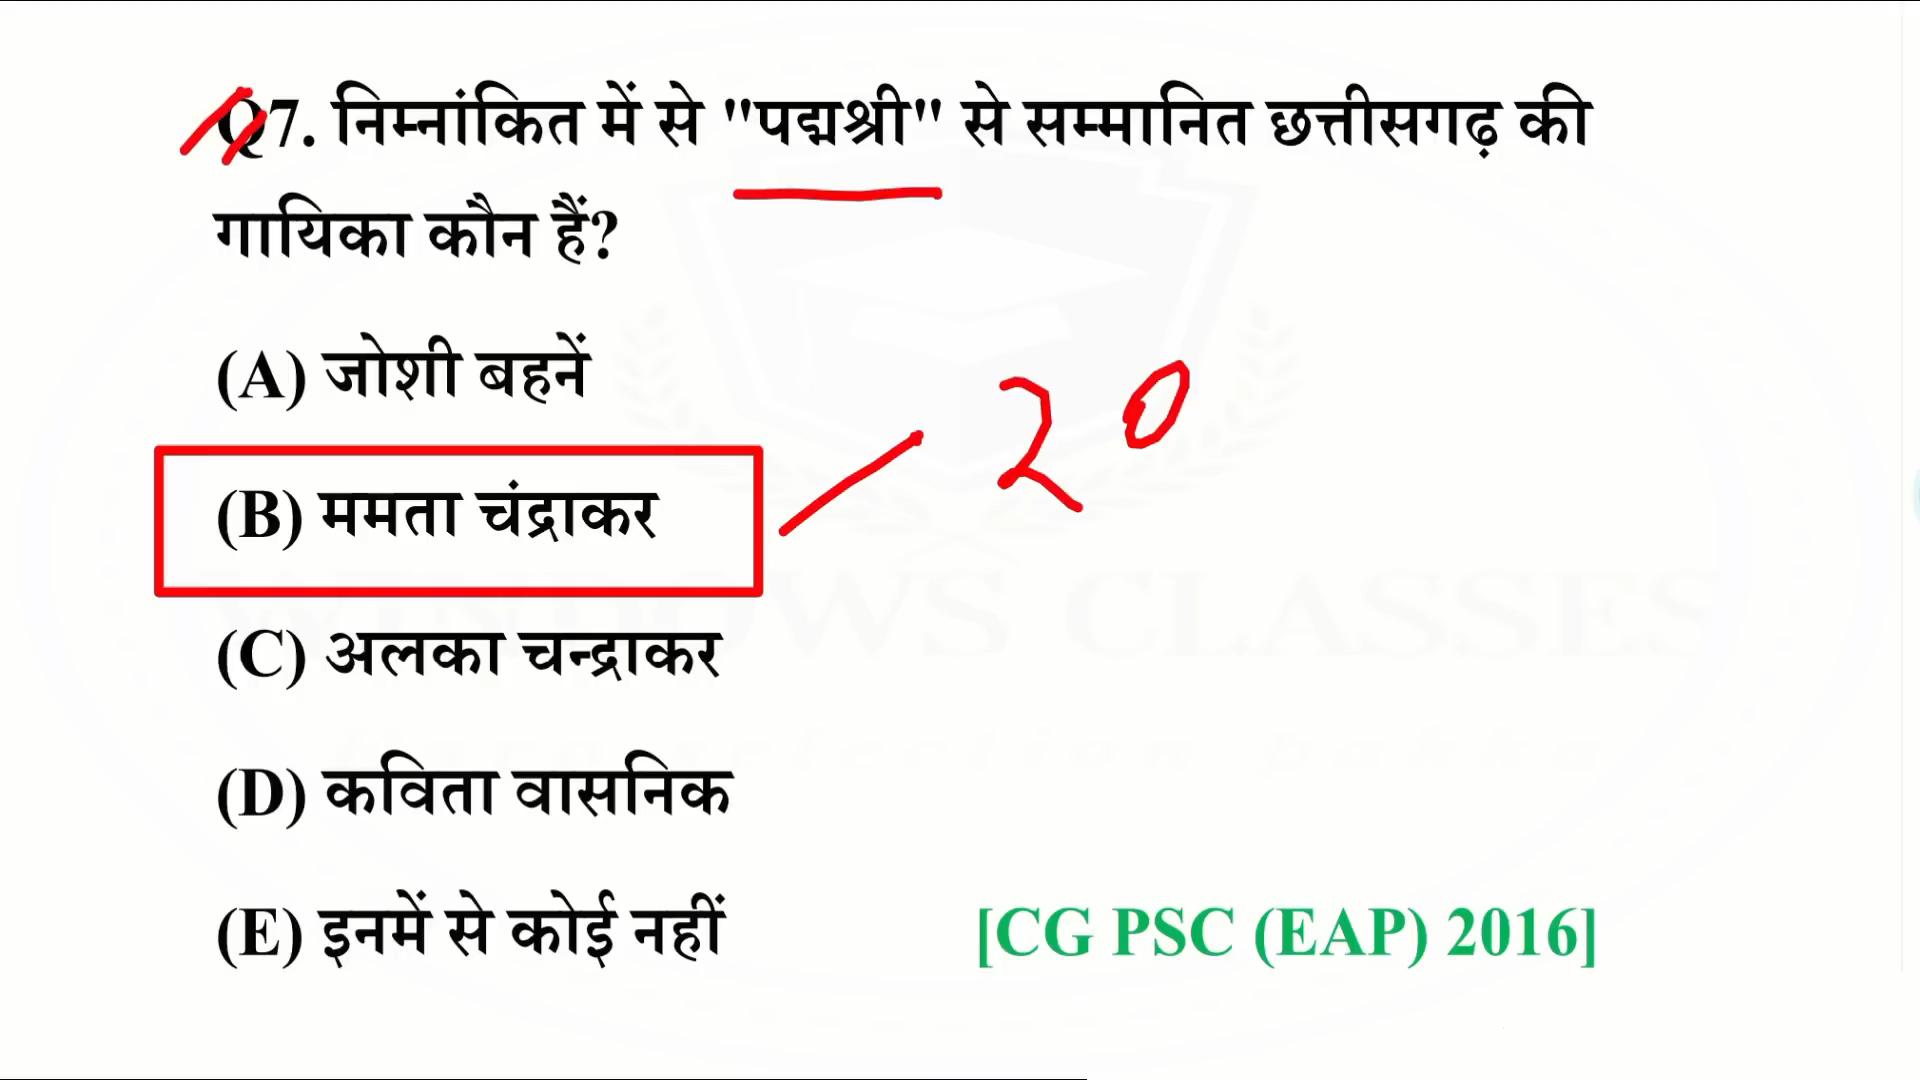 Q7. निम्नांकित में से "पद्मश्री" से सम्मानित छत्तीसगढ़ की
गायिका कौन हैं?
(A) जोशी बहनें
20
(B) ममता चंद्राकर
WINDOWS CLASSES
(C) अलका चन्द्राकर
(D) कविता वासनिक
(E) इनमें से कोई नहीं
[CG PSC (EAP) 2016]